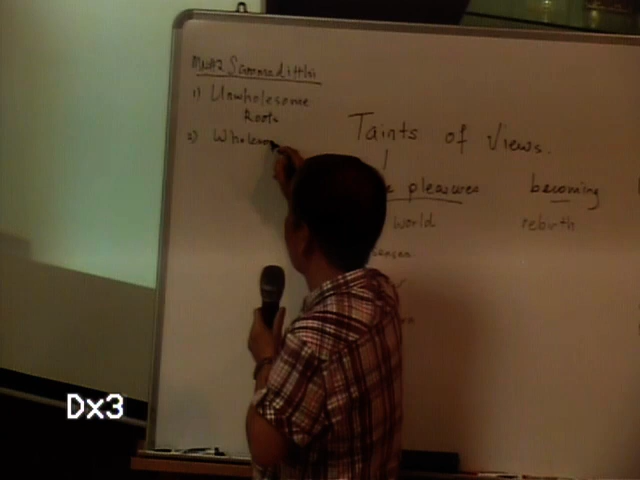 Sammaditthi
1) Unwholesome
Roots
2) Wholesom
Taints of Views.
pleasures
becoming
world
rebirth
Dx3